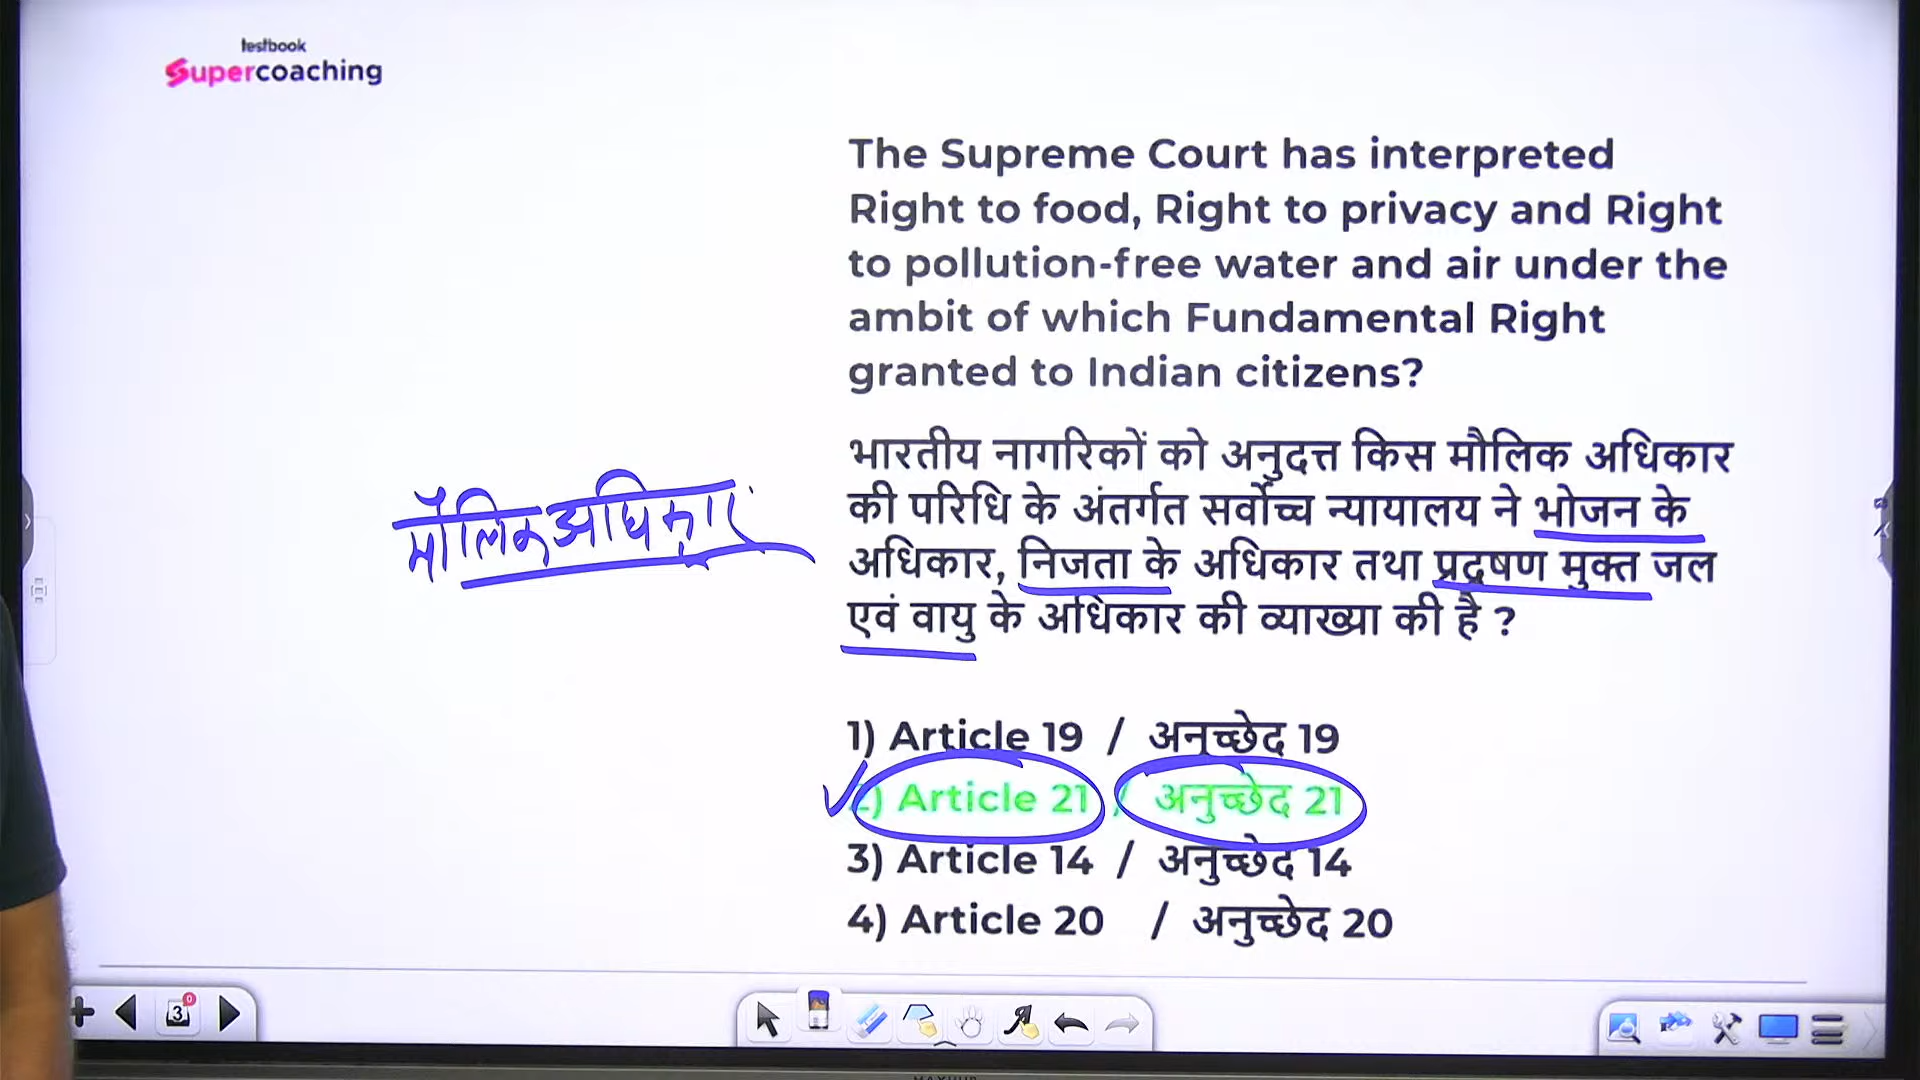 testbook
Supercoaching
The Supreme Court has interpreted
Right to food, Right to privacy and Right
to pollution-free water and air under the
ambit of which Fundamental Right
granted to Indian citizens?
भारतीय नागरिकों को अनुदत्त किस मौलिक अधिकार
की परिधि के अंतर्गत सर्वोच्च न्यायालय ने भोजन के
अधिकार, निजता के अधिकार तथा प्रदूषण मुक्त जल
एवं वायु के अधिकार की व्याख्या की है ?
मौलिक अधिकार
1) Article 19 / अनुच्छेद 19
2) Article 21 / अनुच्छेद 21
3) Article 14 / अनुच्छेद 14
4) Article 20 / अनुच्छेद 20
3
0